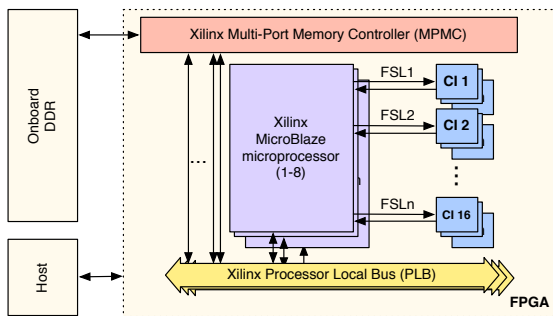 Xilinx Multi-Port Memory Controller (MPMC)
Onboard
DDR
FSL1
CI 1
Xilinx
MicroBlaze
microprocessor
(1-8)
...
FSL2
CI 2
...
FSLn
CI 16
Host
Xilinx Processor Local Bus (PLB)
FPGA